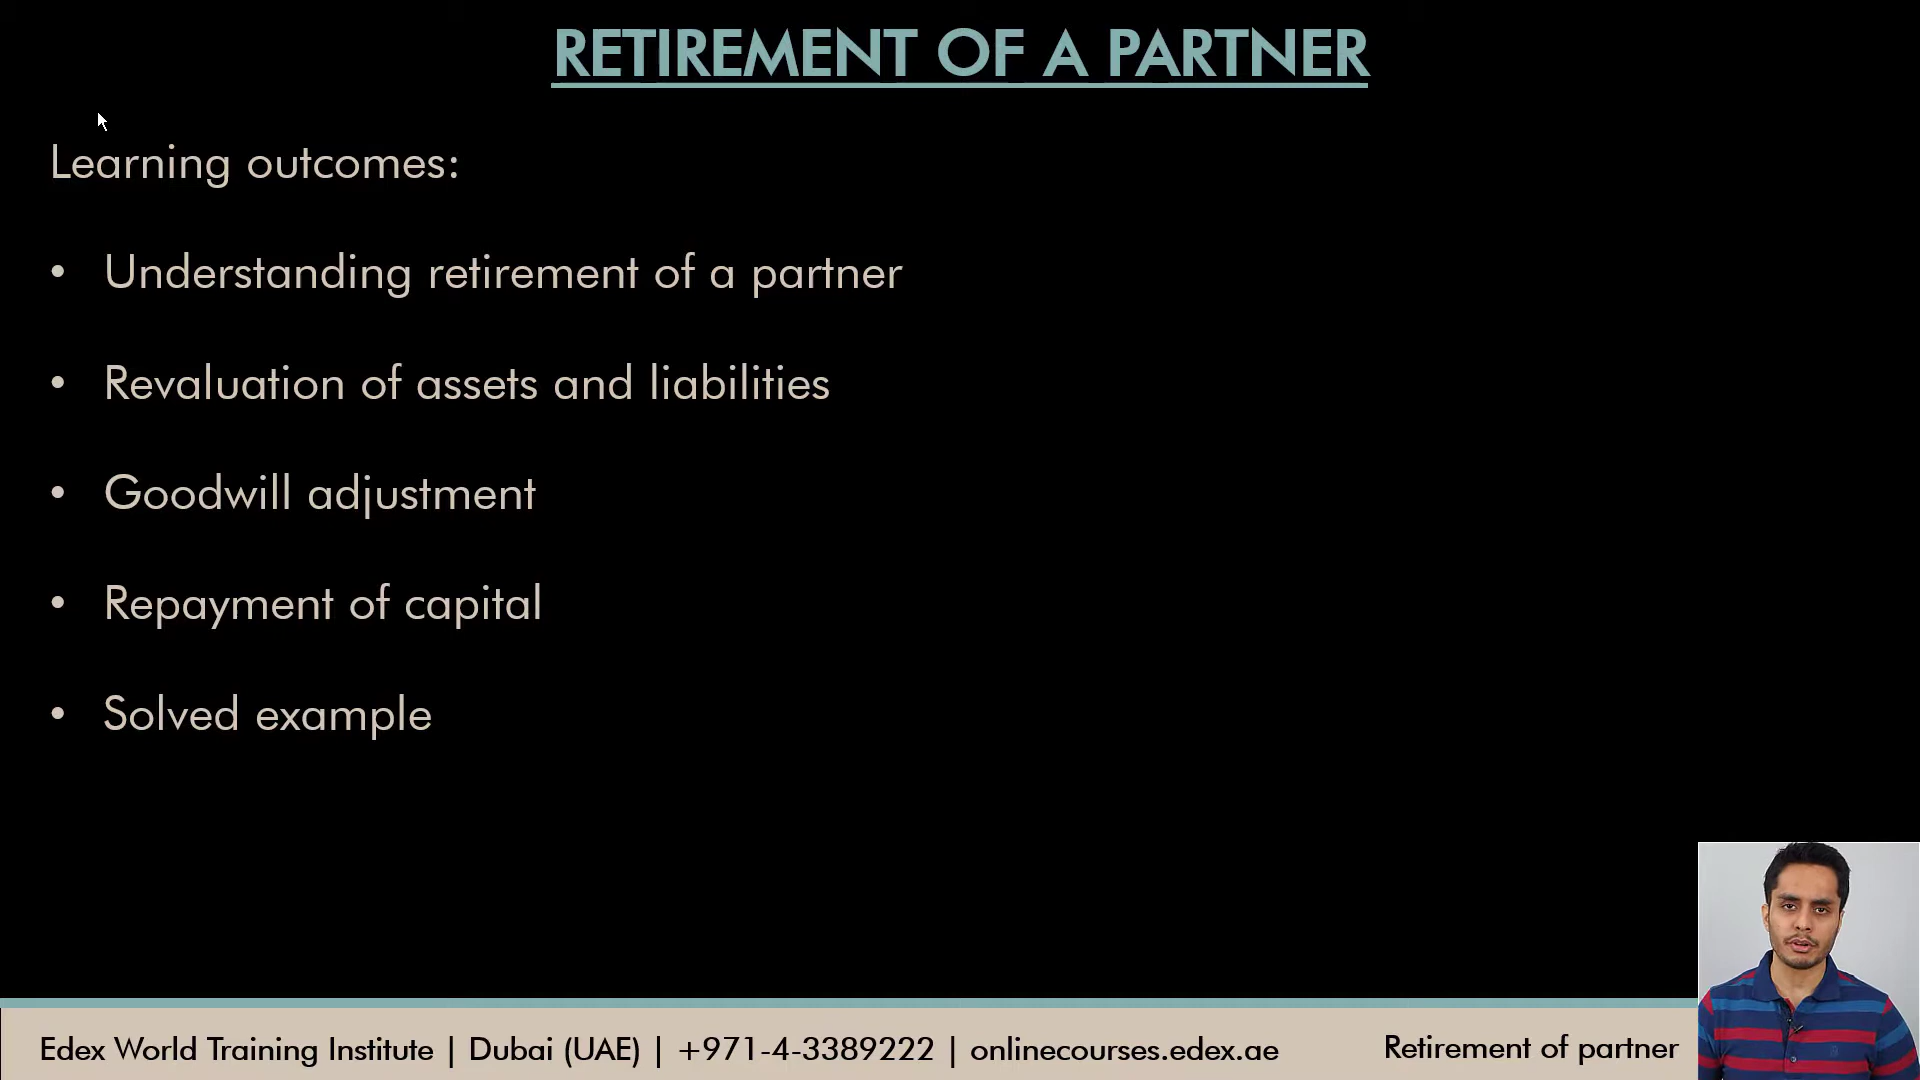 RETIREMENT OF A PARTNER
Learning outcomes:
• Understanding retirement of a partner
• Revaluation of assets and liabilities
• Goodwill adjustment
• Repayment of capital
• Solved example
Edex World Training Institute | Dubai (UAE) | +971-4-3389222 | onlinecourses.edex.ae
Retirement of partner